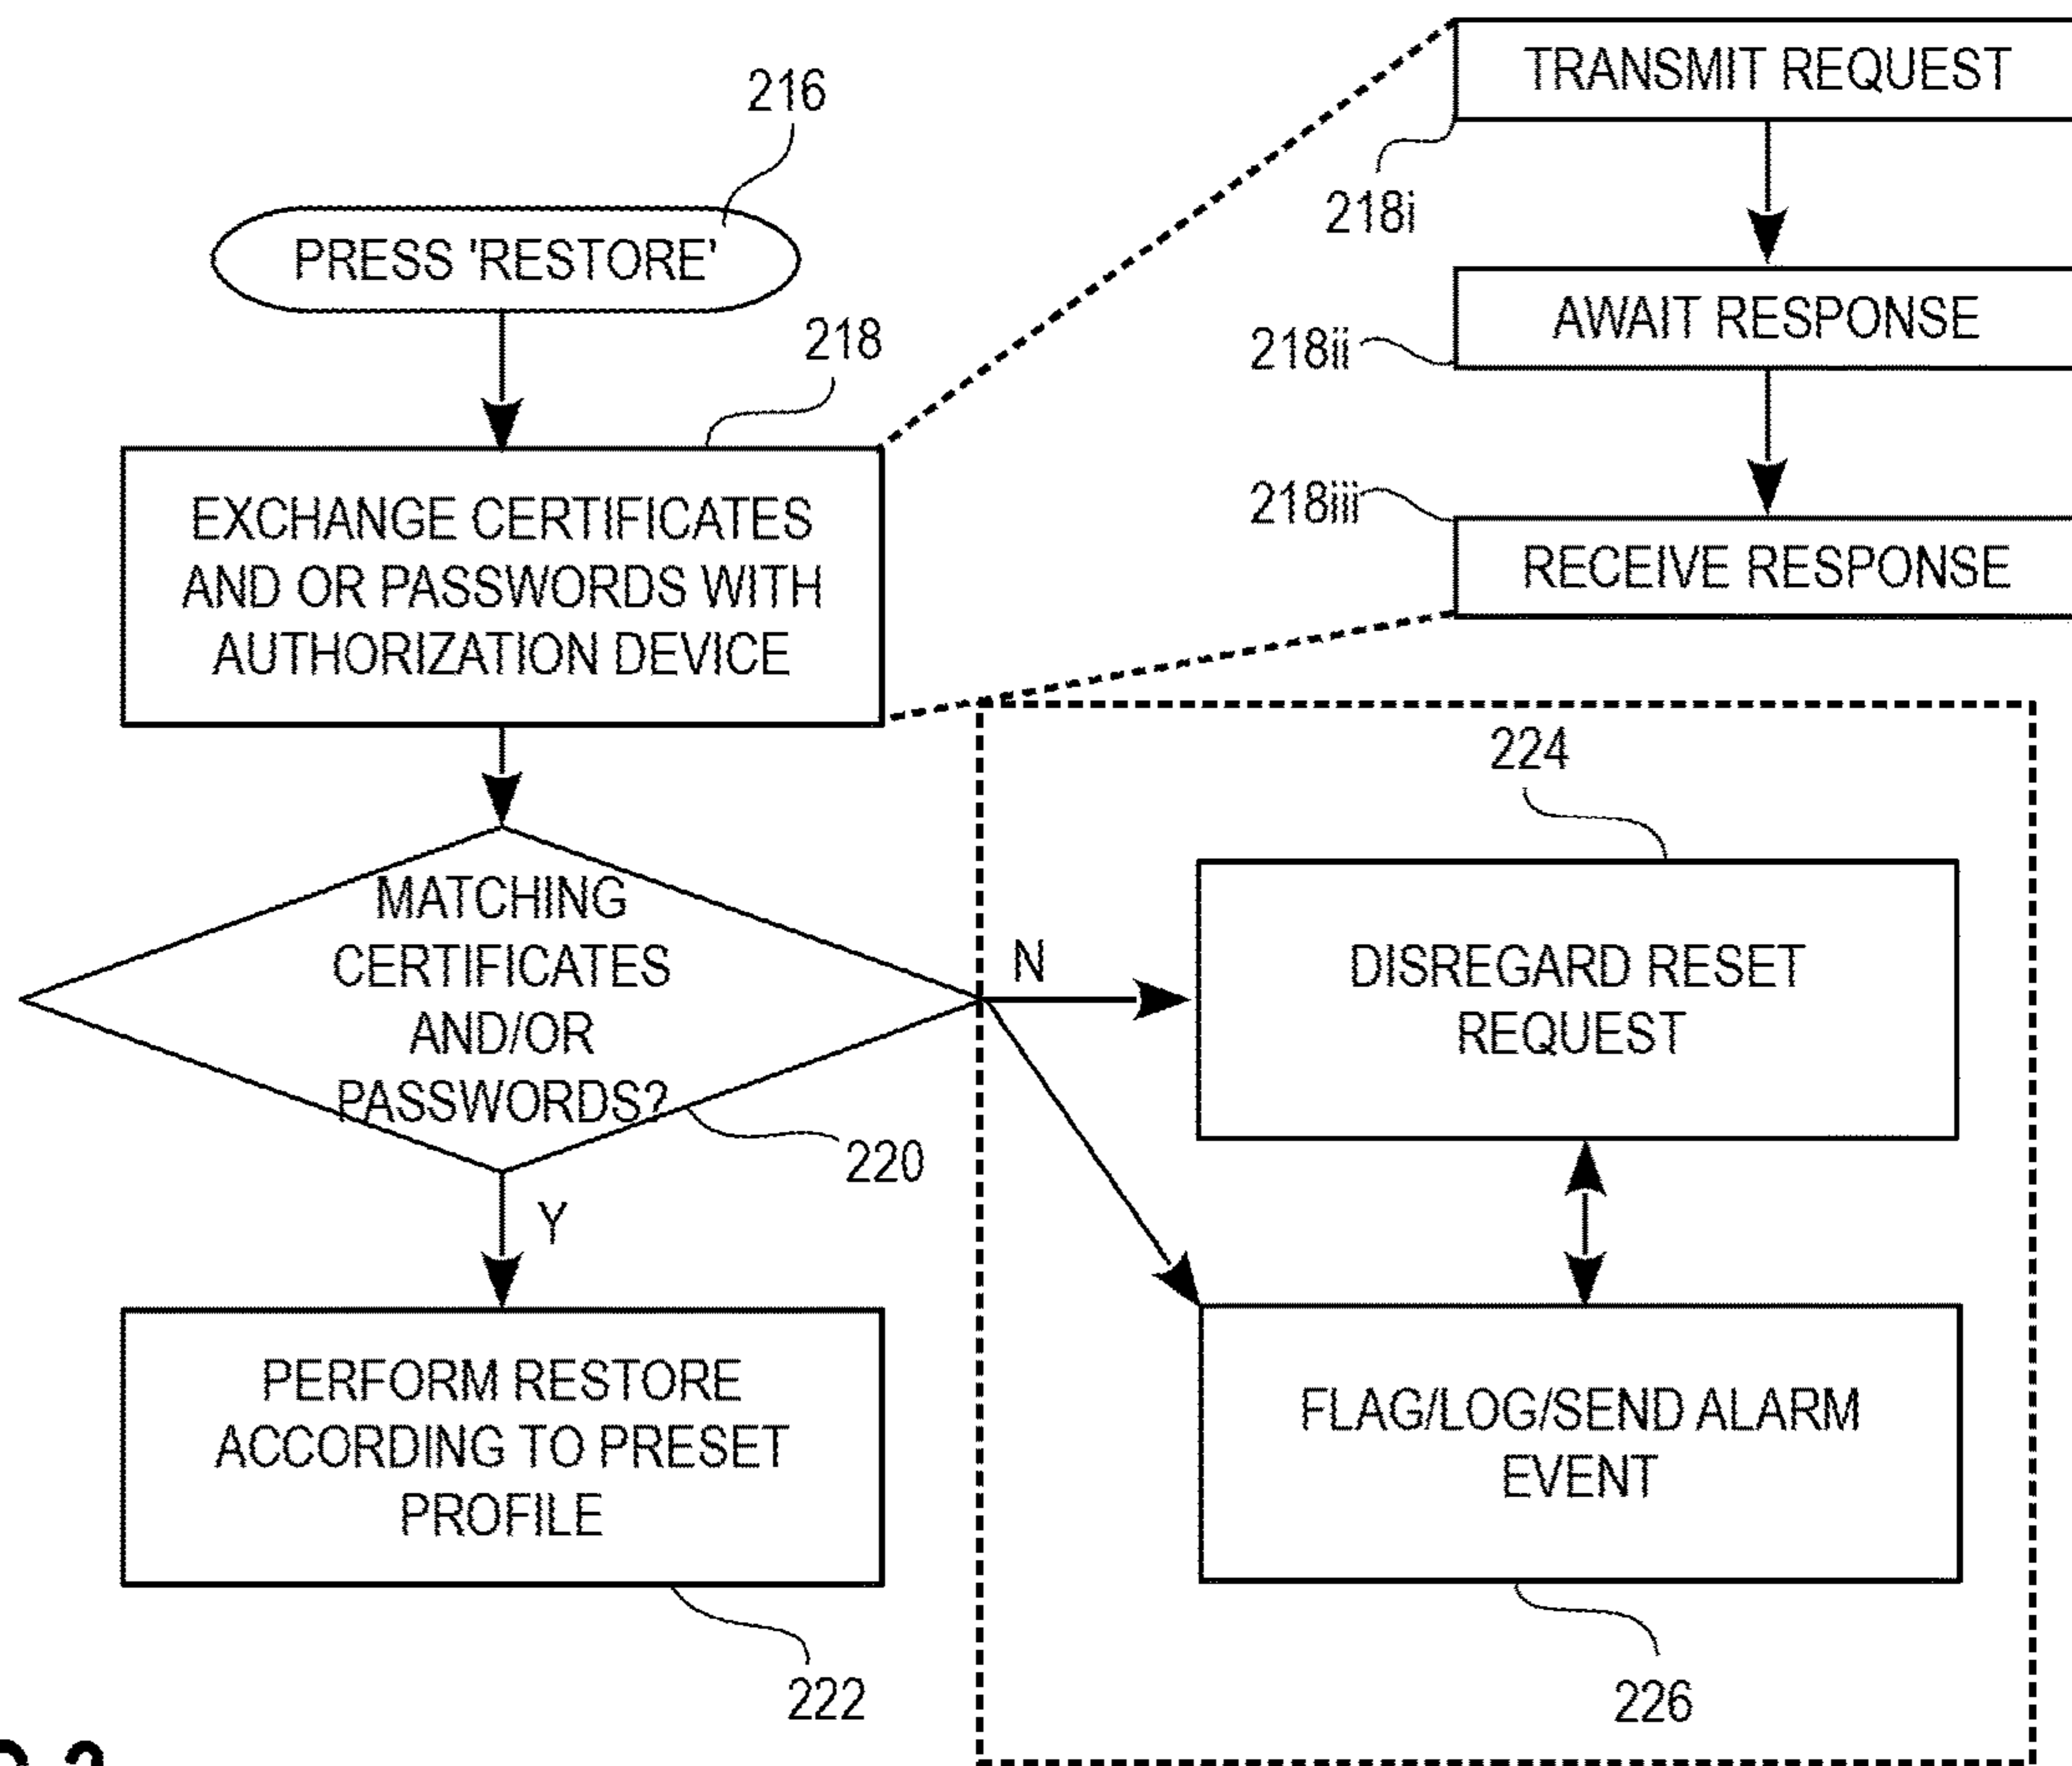 216
PRESS 'RESTORE'
218
EXCHANGE CERTIFICATES
AND OR PASSWORDS WITH
AUTHORIZATION DEVICE
TRANSMIT REQUEST
218i
AWAIT RESPONSE
218ii
218iii
RECEIVE RESPONSE
MATCHING
CERTIFICATES
AND/OR
PASSWORDS?
220
N
Y
224
DISREGARD RESET
REQUEST
PERFORM RESTORE
ACCORDING TO PRESET
PROFILE
222
FLAG/LOG/SEND ALARM
EVENT
226